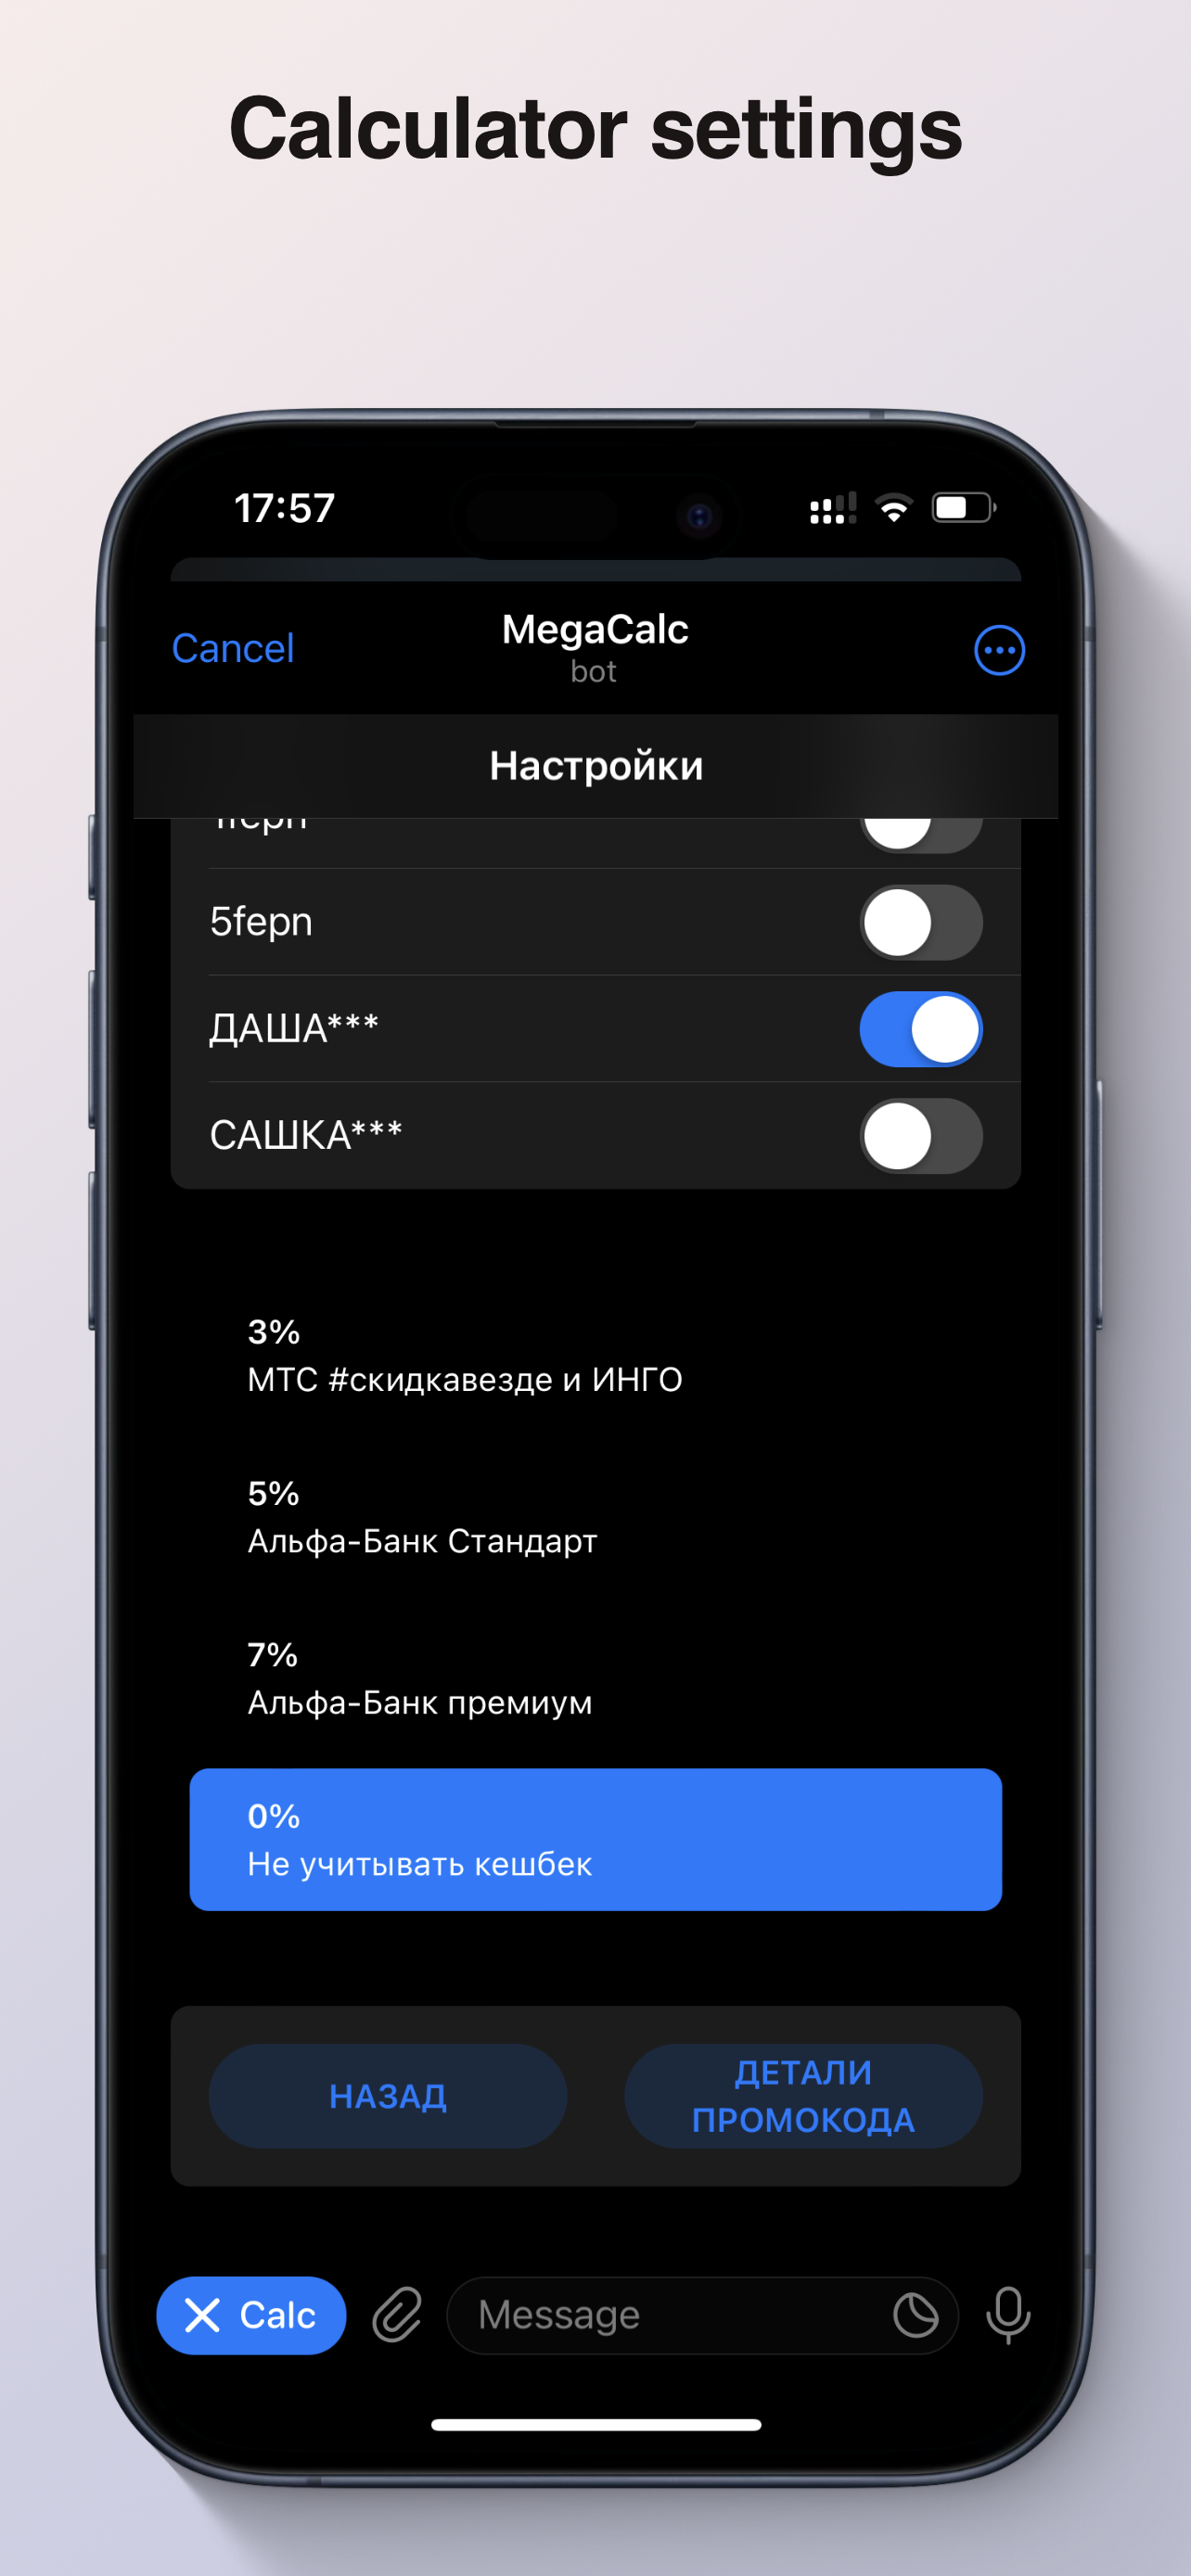 Calculator settings
17:57
Cancel
MegaCalc
bot
Настройки
5fepn
ДАША***
САШКА***
3%
МТС #скидкавезде и ИНГО
5%
Альфа-Банк Стандарт
7%
Альфа-Банк премиум
0%
Не учитывать кешбек
НАЗАД
ДЕТАЛИ
ПРОМОКОДА
Calc
Message